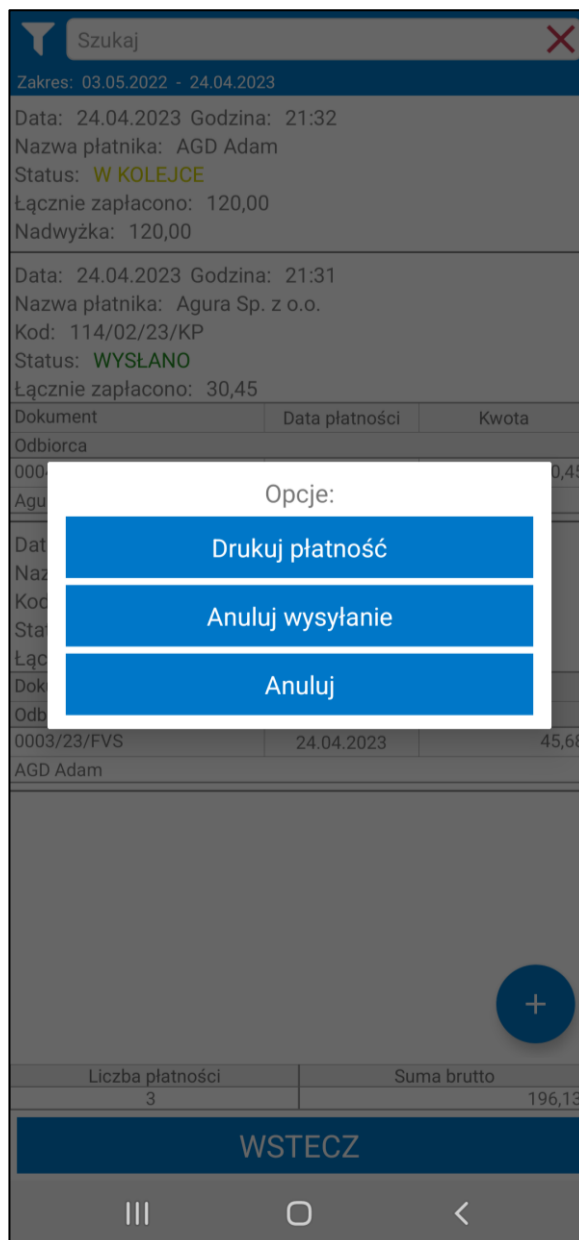 Szukaj
Zakres: 03.05.2022 - 24.04.2023
Data: 24.04.2023 Godzina: 21:32
Nazwa płatnika: AGD Adam
Status: W KOLEJCE
Łącznie zapłacono: 120,00
Nadwyżka: 120,00
Data: 24.04.2023 Godzina: 21:31
Nazwa płatnika: Agura Sp. z o.o.
Kod: 114/02/23/KP
Status: WYSŁANO
Łącznie zapłacono: 30,45
Dokument Data płatności Kwota
Odbiorca
Opcje:
Drukuj płatność
Anuluj wysyłanie
Anuluj
0003/23/FVS 24.04.2023 45,68
AGD Adam
Liczba płatności Suma brutto
3 196,13
WSTECZ